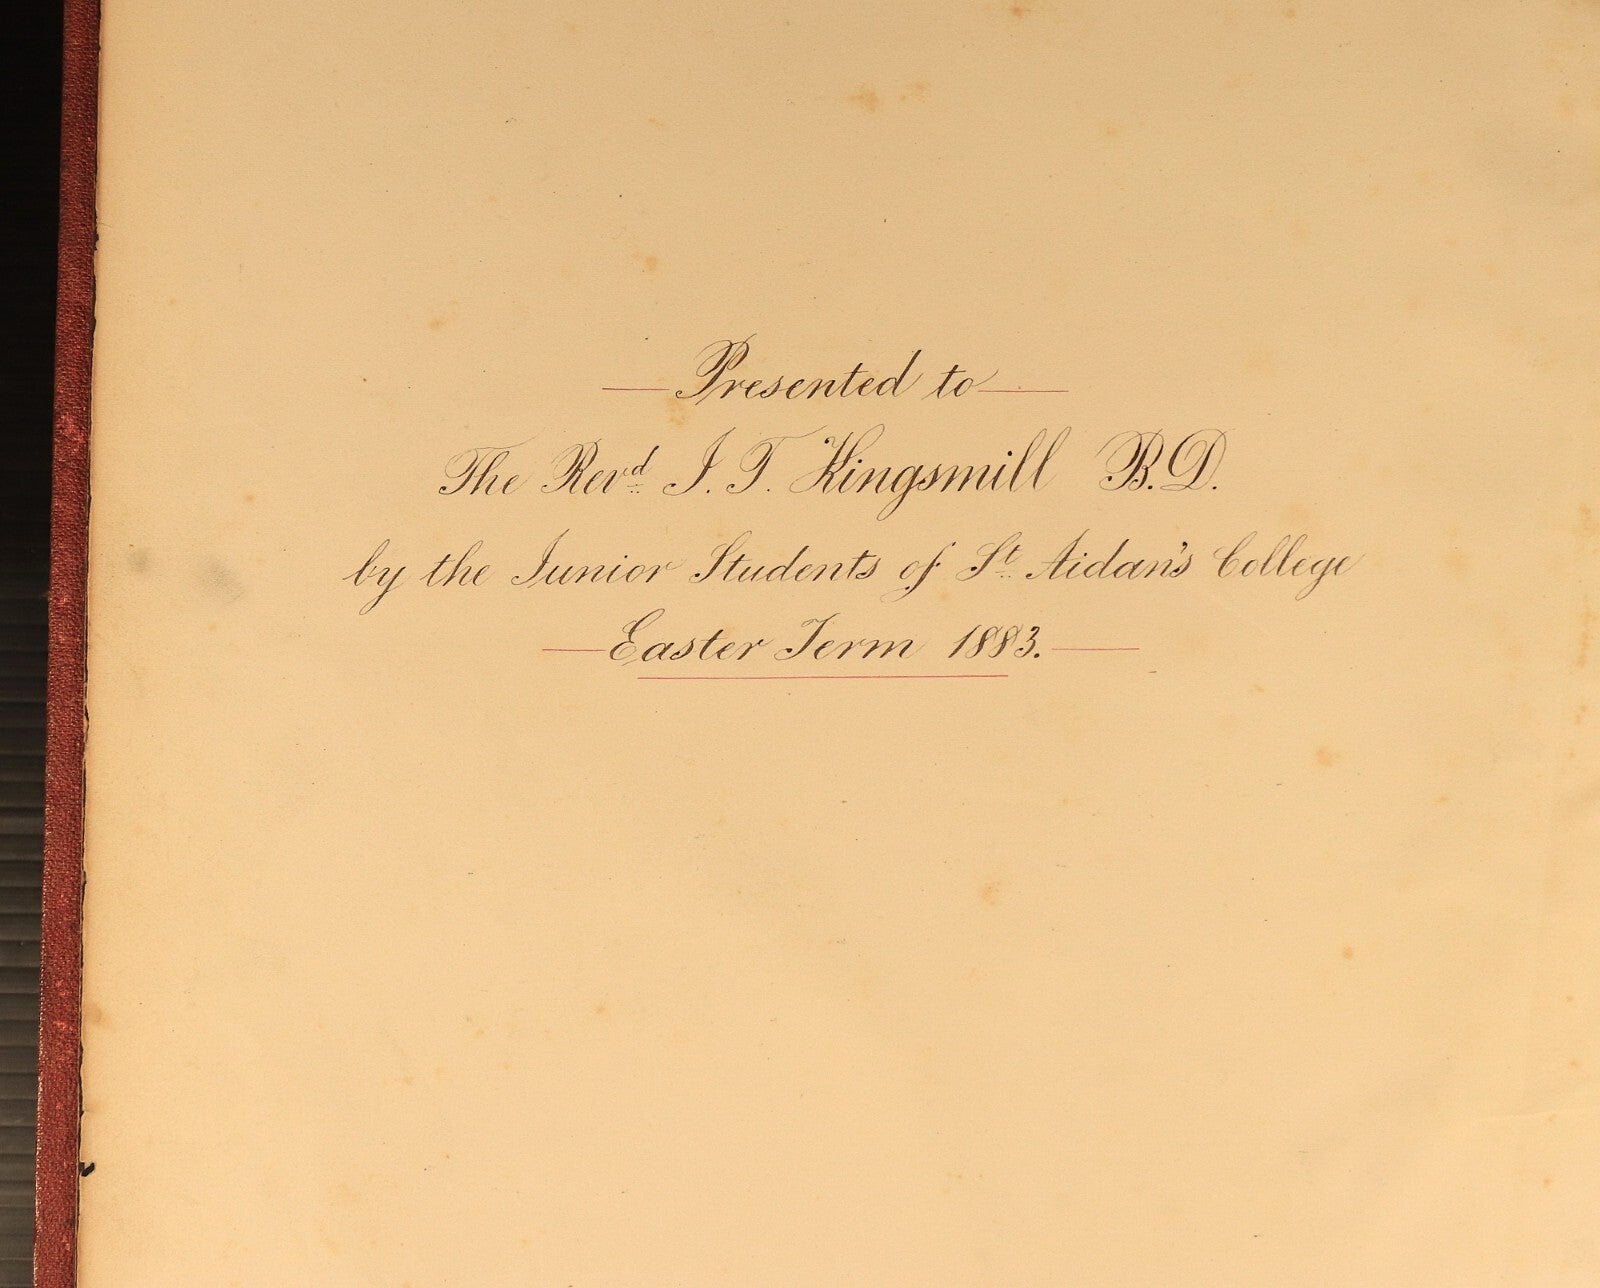 Presented to
The Revd J. T. Kingsmill B.D.
by the Junior Students of St Aidan's College
Easter Term 1883.